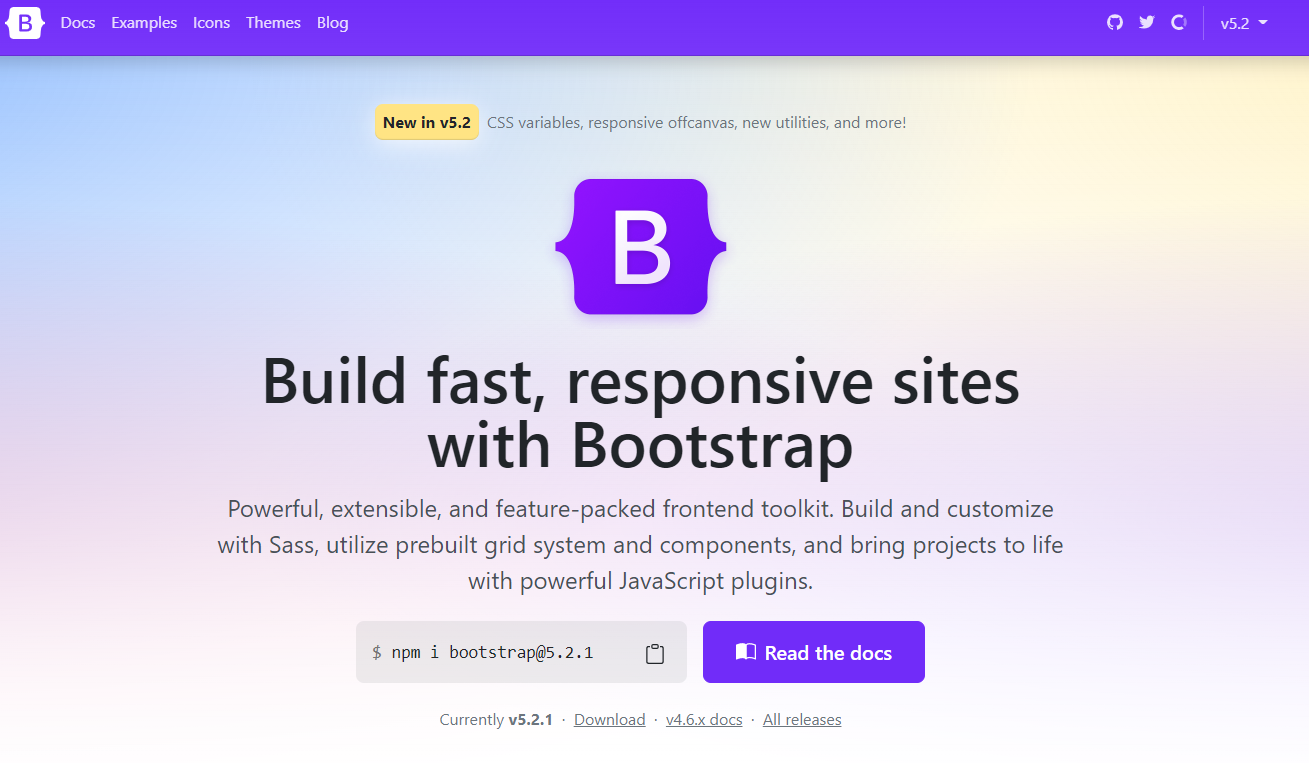 B Docs Examples Icons Themes Blog v5.2
New in v5.2 CSS variables, responsive offcanvas, new utilities, and more!
B
Build fast, responsive sites
with Bootstrap
Powerful, extensible, and feature-packed frontend toolkit. Build and customize
with Sass, utilize prebuilt grid system and components, and bring projects to life
with powerful JavaScript plugins.
$ npm i bootstrap@5.2.1 Read the docs
Currently v5.2.1 · Download · v4.6.x docs · All releases